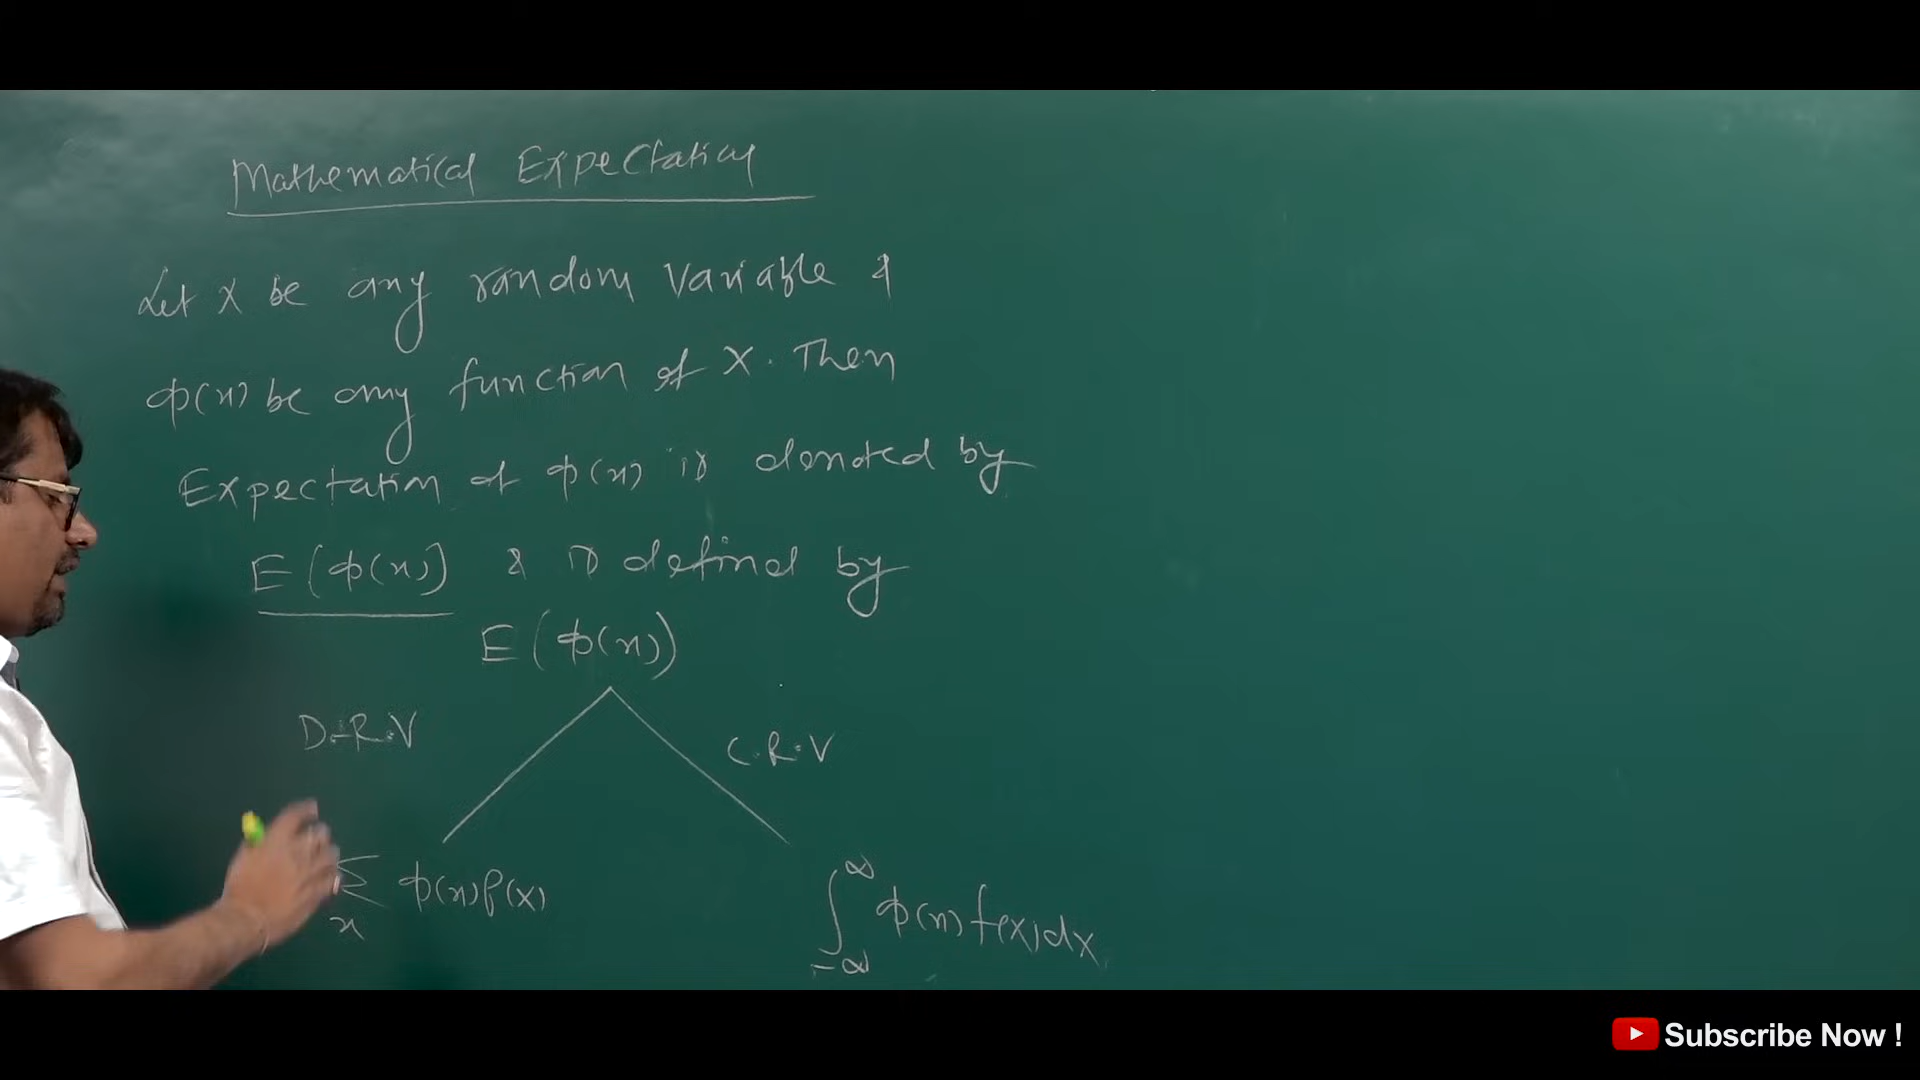 Mathematical Expectation
Let X be any random variable &
ϕ(x) be any function of X. Then
Expectation of ϕ(x) is denoted by
E(ϕ(x)) & is defined by
E(ϕ(x))
D.R.V
C.R.V
∑x ϕ(x)p(x)
∫-∞^∞ ϕ(x)f(x)dx
Subscribe Now !